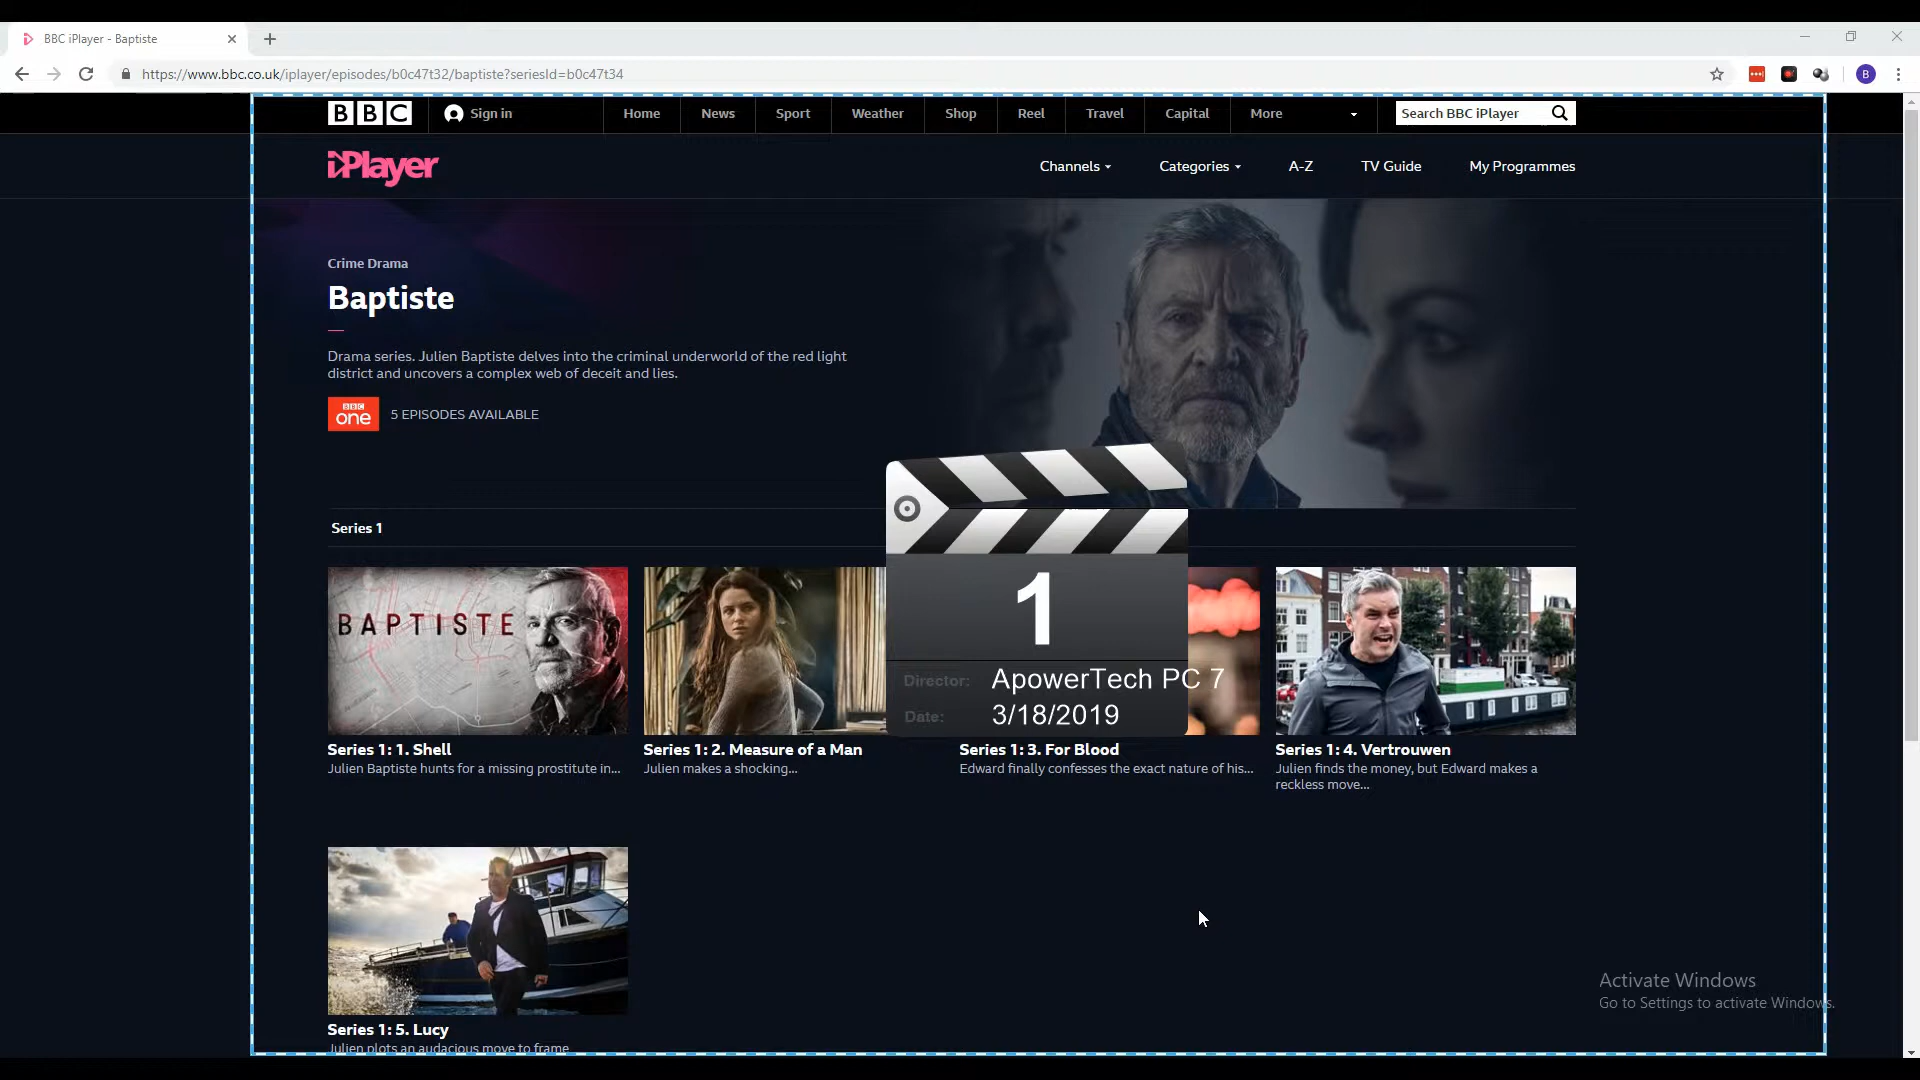 BBC iPlayer - Baptiste
https://www.bbc.co.uk/iplayer/episodes/b0c47t32/baptiste?seriesId=b0c47t34
B
BBC
Sign in
Home
News
Sport
Weather
Shop
Reel
Travel
Capital
More
Search BBC iPlayer
iPlayer
Channels
Categories
A-Z
TV Guide
My Programmes
Crime Drama
Baptiste
Drama series. Julien Baptiste delves into the criminal underworld of the red light
district and uncovers a complex web of deceit and lies.
BBC
one
5 EPISODES AVAILABLE
Series 1
1
Director: ApowerTech PC 7
Date: 3/18/2019
BAPTISTE
Series 1: 1. Shell
Julien Baptiste hunts for a missing prostitute in...
Series 1: 2. Measure of a Man
Julien makes a shocking...
Series 1: 3. For Blood
Edward finally confesses the exact nature of his...
Series 1: 4. Vertrouwen
Julien finds the money, but Edward makes a
reckless move...
Series 1: 5. Lucy
Julien plots an audacious move to frame
Activate Windows
Go to Settings to activate Windows.